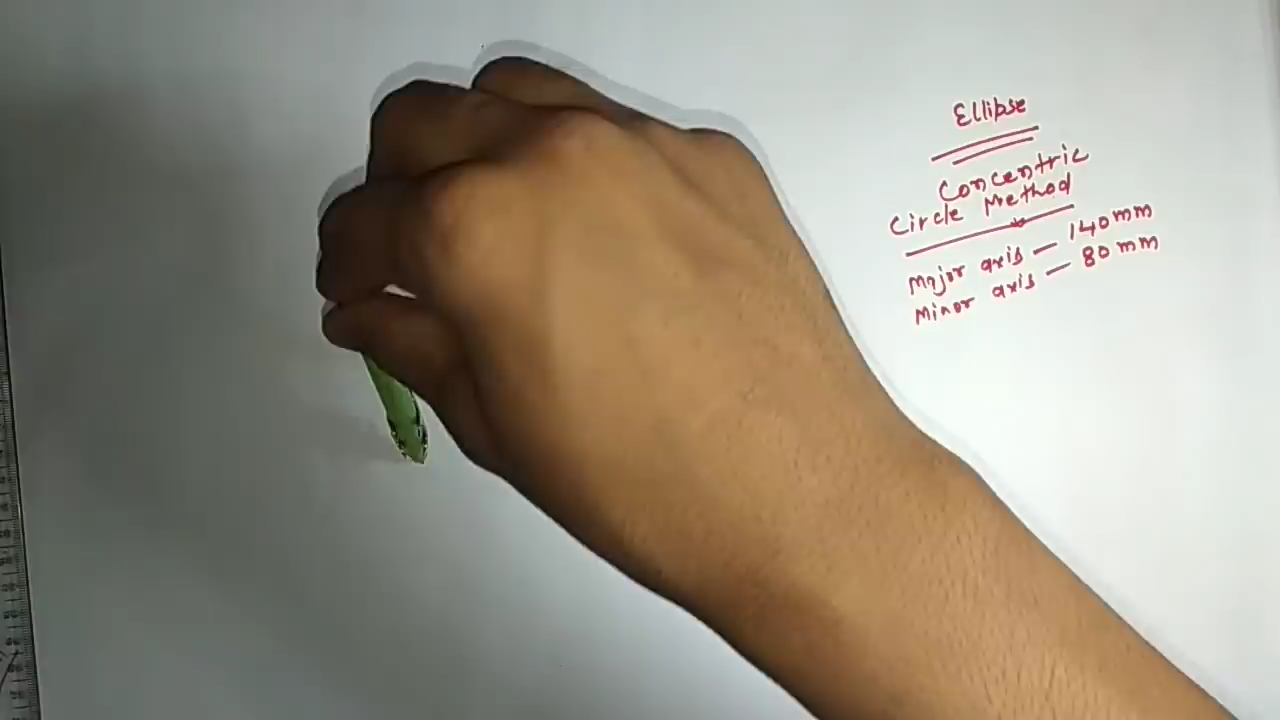 Ellipse
Concentric
Circle Method
Major axis - 140mm
Minor axis - 80mm